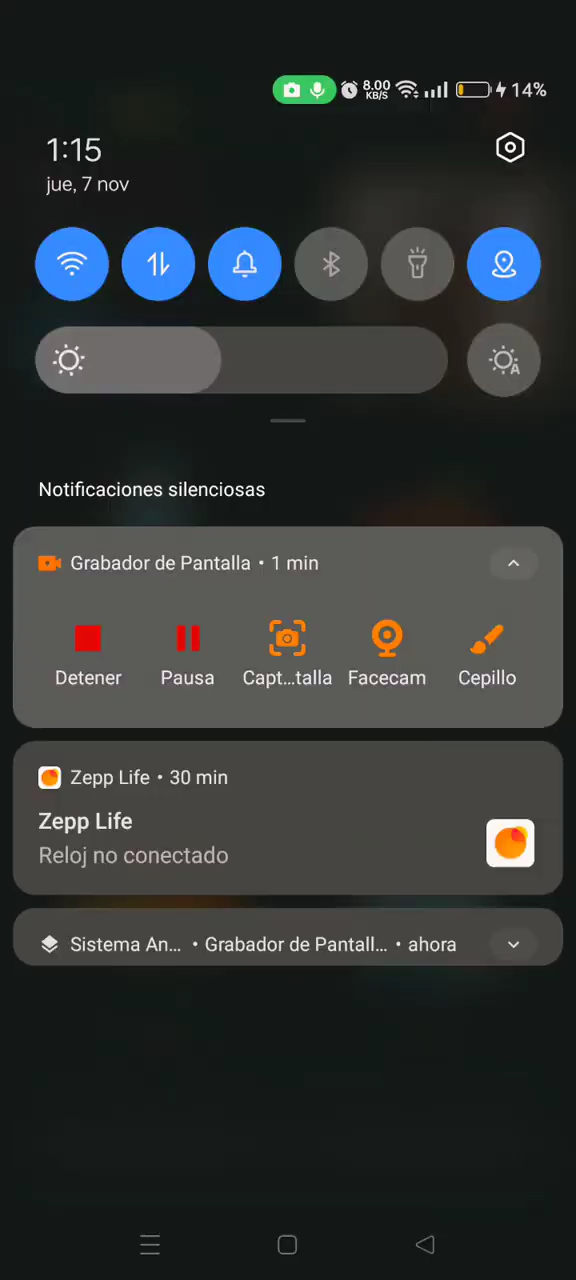 8.00 KB/S 14%
1:15
jue, 7 nov
A
Notificaciones silenciosas
Grabador de Pantalla • 1 min
Detener Pausa Capt...talla Facecam Cepillo
Zepp Life • 30 min
Zepp Life
Reloj no conectado
Sistema An... • Grabador de Pantall... • ahora